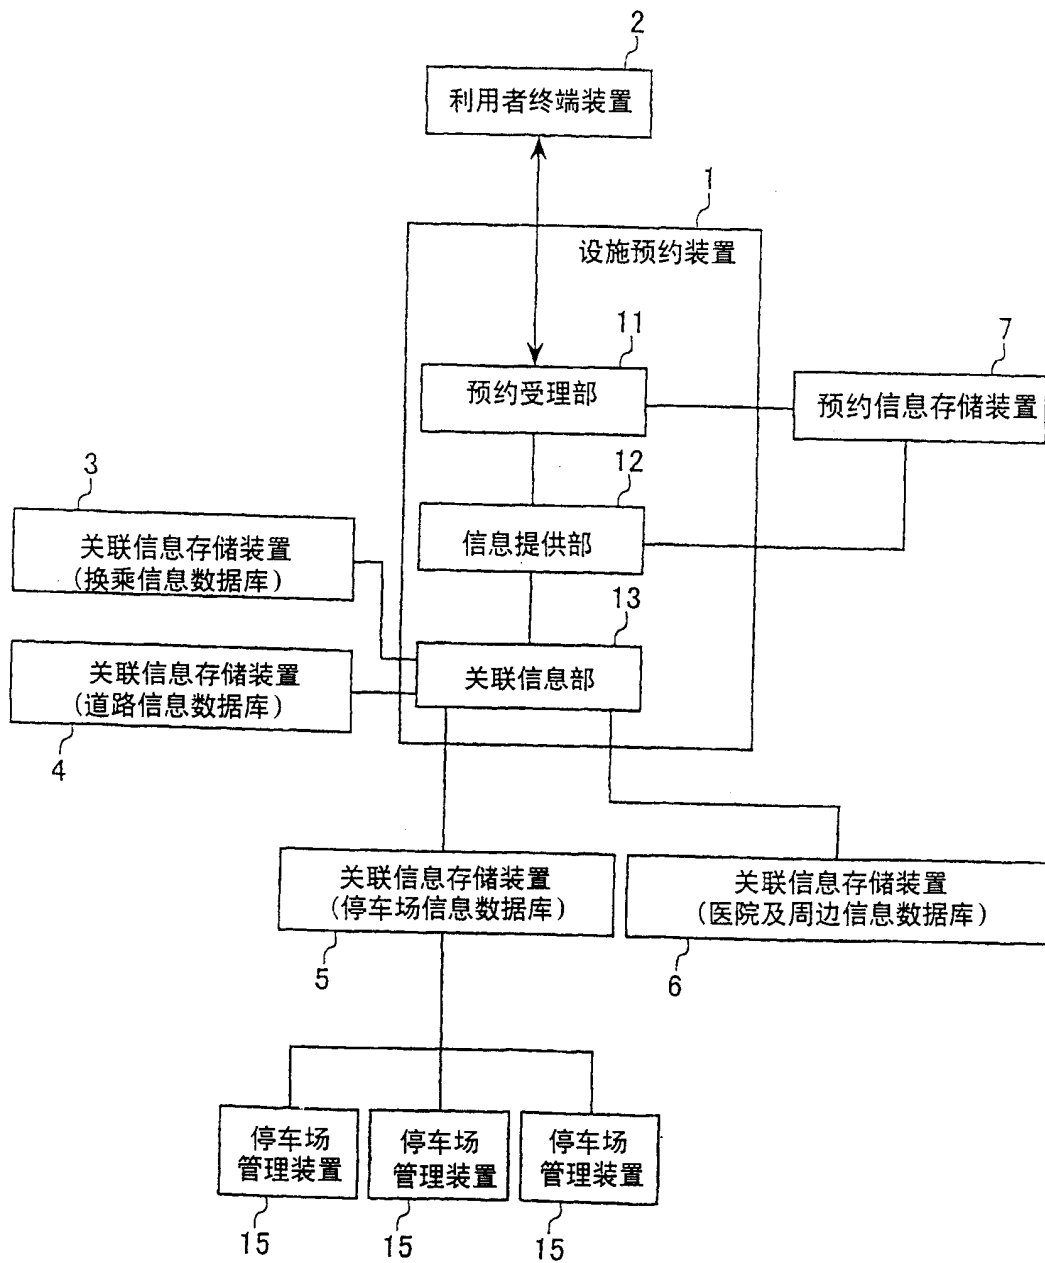 2
利用者终端装置
1
设施预约装置
11
预约受理部
7
预约信息存储装置
12
信息提供部
3
关联信息存储装置
(换乘信息数据库)
13
关联信息部
关联信息存储装置
(道路信息数据库)
4
关联信息存储装置
(停车场信息数据库)
5
关联信息存储装置
(医院及周边信息数据库)
6
停车场
管理装置
15
停车场
管理装置
15
停车场
管理装置
15